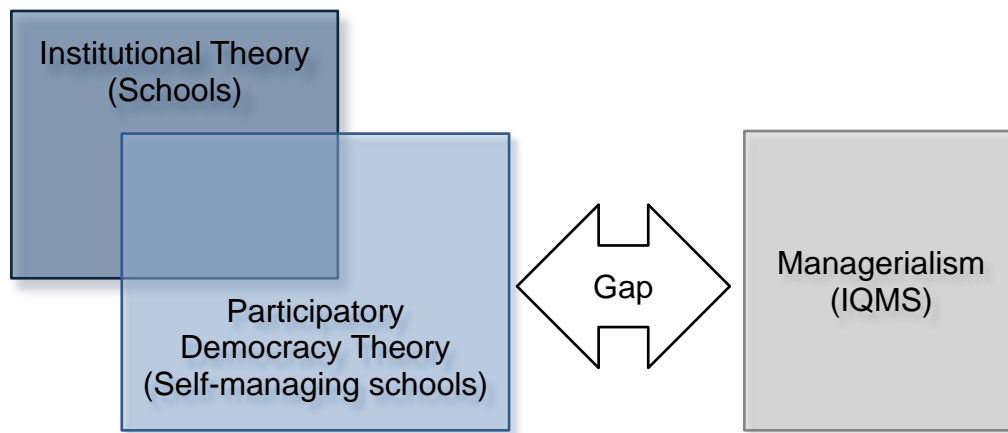 Institutional Theory
(Schools)
Participatory
Democracy Theory
(Self-managing schools)
Gap
Managerialism
(IQMS)